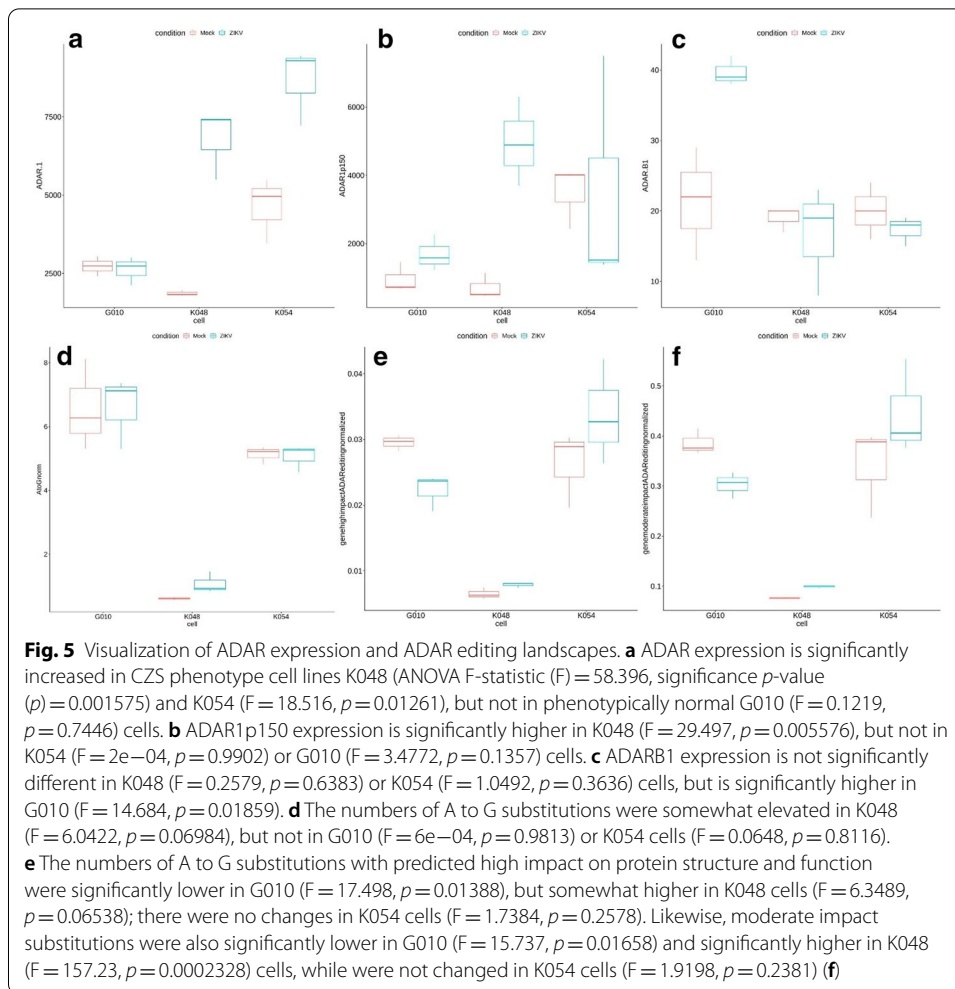 a
condition Mock ZIKV
ADAR.1
7500
5000
2500
G010 K048 K054
cell
b
condition Mock ZIKV
ADAR1p150
6000
4000
2000
G010 K048 K054
cell
c
condition Mock ZIKV
ADAR.B1
40
30
20
10
G010 K048 K054
cell
d
condition Mock ZIKV
AtoGnorm
8
6
4
2
G010 K048 K054
cell
e
condition Mock ZIKV
genehighimpactADAReditingnormalized
0.04
0.03
0.02
0.01
G010 K048 K054
cell
f
condition Mock ZIKV
genemoderateimpactADAReditingnormalized
0.5
0.4
0.3
0.2
0.1
G010 K048 K054
cell
Fig. 5 Visualization of ADAR expression and ADAR editing landscapes. a ADAR expression is significantly
increased in CZS phenotype cell lines K048 (ANOVA F-statistic (F) = 58.396, significance p-value
(p) = 0.001575) and K054 (F = 18.516, p = 0.01261), but not in phenotypically normal G010 (F = 0.1219,
p = 0.7446) cells. b ADAR1p150 expression is significantly higher in K048 (F = 29.497, p = 0.005576), but not in
K054 (F = 2e−04, p = 0.9902) or G010 (F = 3.4772, p = 0.1357) cells. c ADARB1 expression is not significantly
different in K048 (F = 0.2579, p = 0.6383) or K054 (F = 1.0492, p = 0.3636) cells, but is significantly higher in
G010 (F = 14.684, p = 0.01859). d The numbers of A to G substitutions were somewhat elevated in K048
(F = 6.0422, p = 0.06984), but not in G010 (F = 6e−04, p = 0.9813) or K054 cells (F = 0.0648, p = 0.8116).
e The numbers of A to G substitutions with predicted high impact on protein structure and function
were significantly lower in G010 (F = 17.498, p = 0.01388), but somewhat higher in K048 cells (F = 6.3489,
p = 0.06538); there were no changes in K054 cells (F = 1.7384, p = 0.2578). Likewise, moderate impact
substitutions were also significantly lower in G010 (F = 15.737, p = 0.01658) and significantly higher in K048
(F = 157.23, p = 0.0002328) cells, while were not changed in K054 cells (F = 1.9198, p = 0.2381) (f)